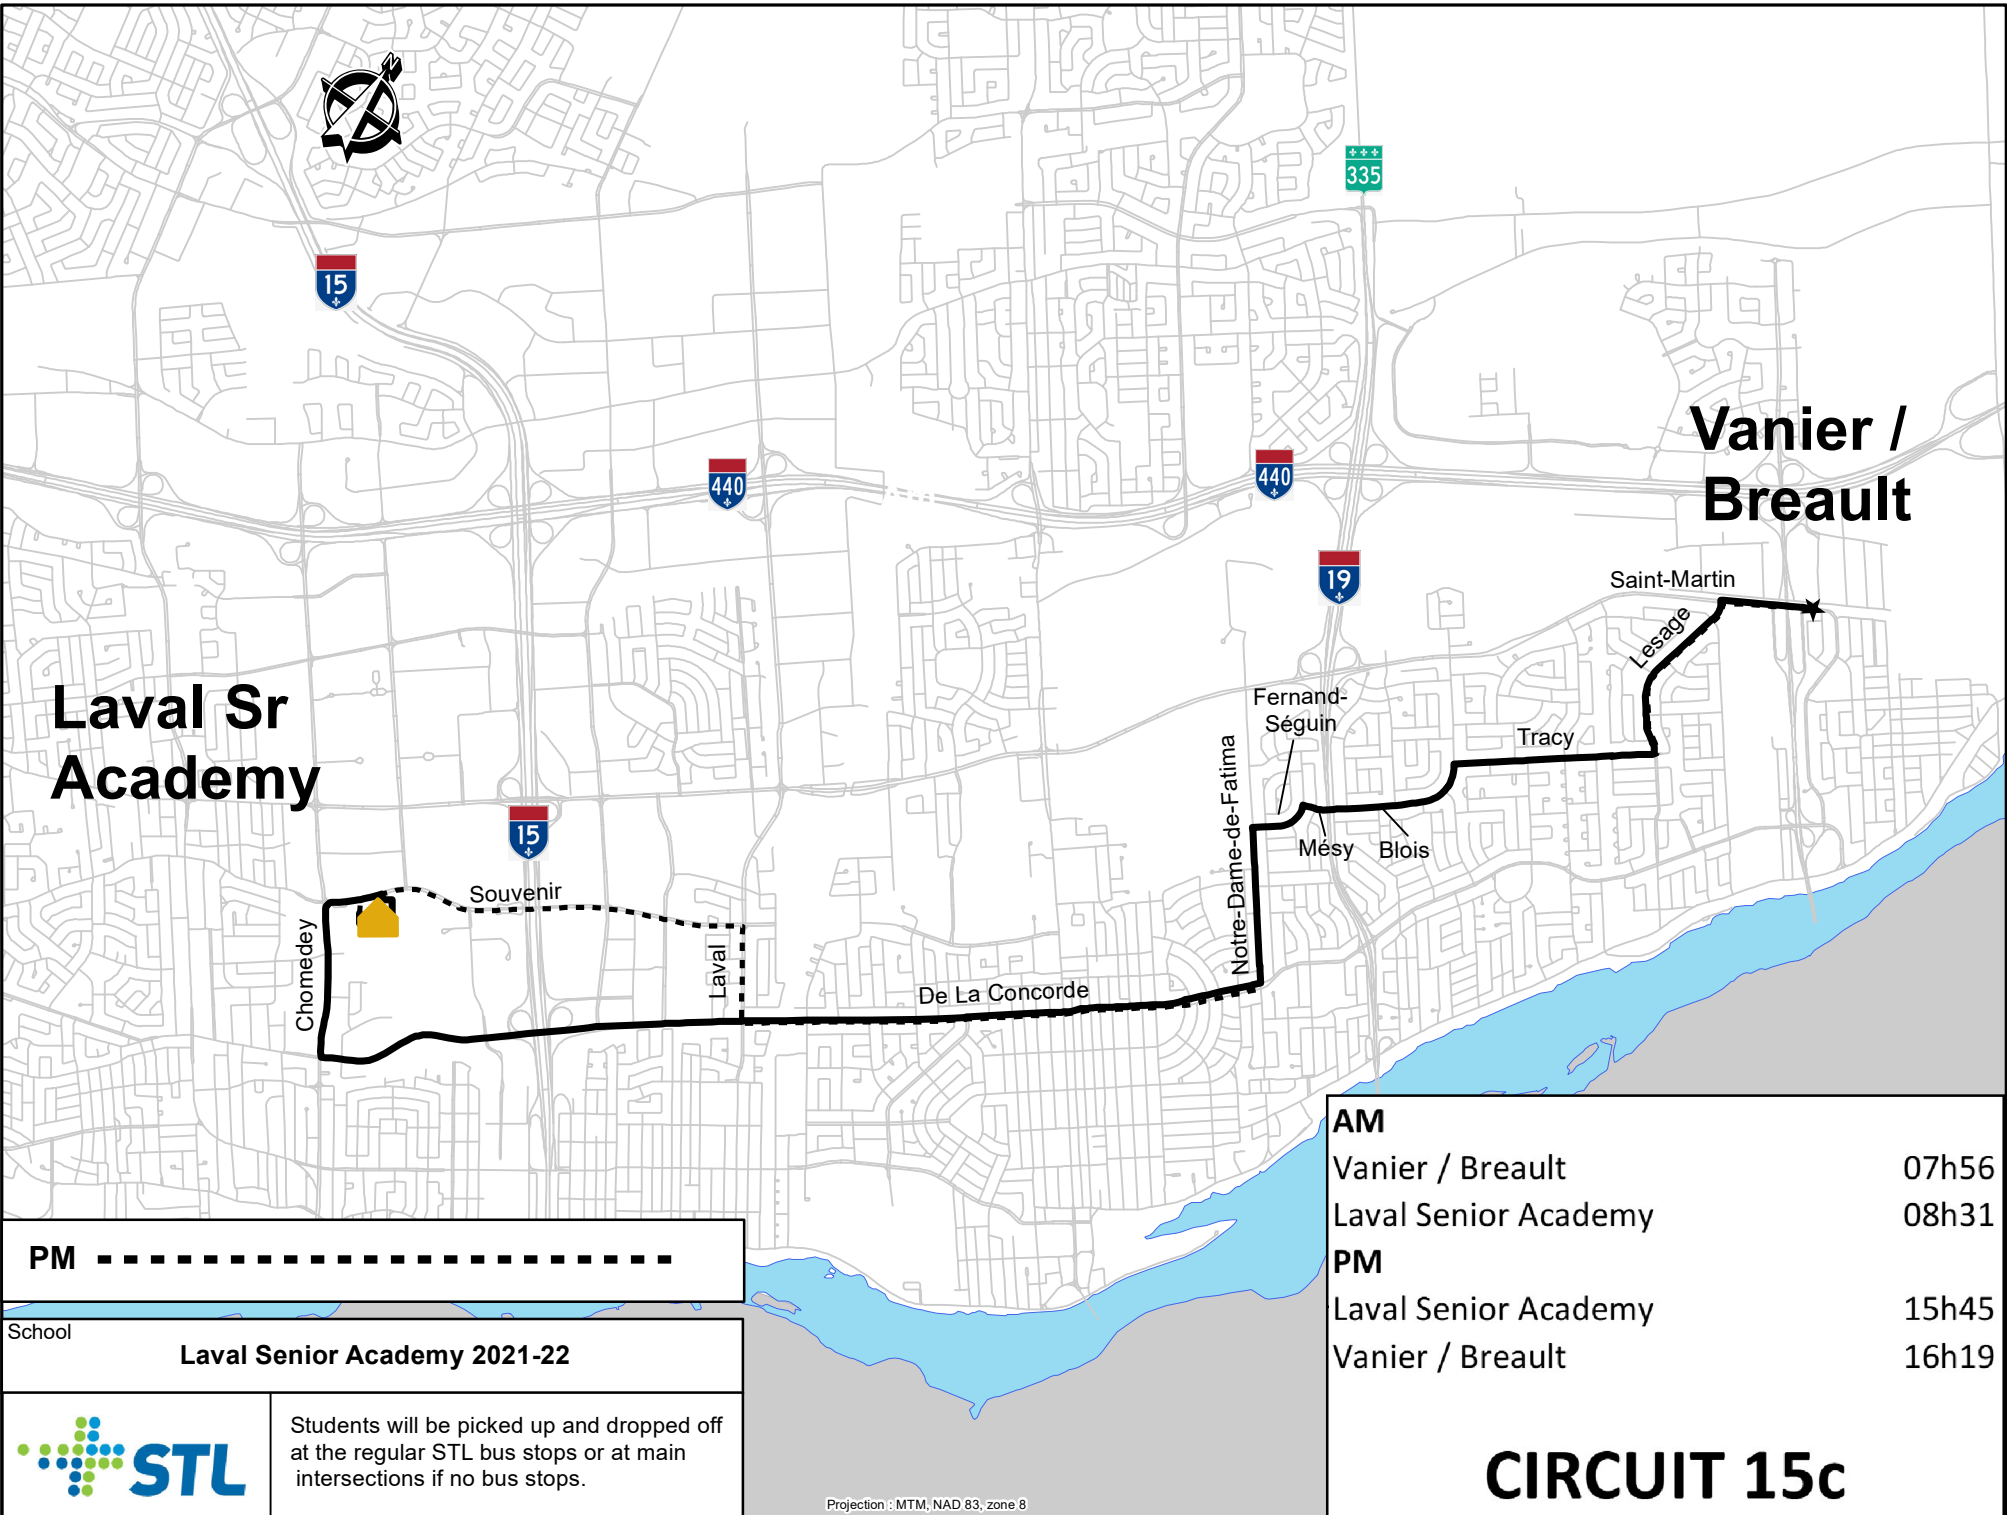 N
335
15
Vanier /
Breault
440
440
19
Saint-Martin
Lesage
Laval Sr
Academy
Fernand-
Séguin
Tracy
Notre-Dame-de-Fatima
15
Mésy
Blois
Souvenir
Chomedey
Laval
De La Concorde
AM
Vanier / Breault 07h56
Laval Senior Academy 08h31
PM
Laval Senior Academy 15h45
Vanier / Breault 16h19
PM
School
Laval Senior Academy 2021-22
STL
Students will be picked up and dropped off
at the regular STL bus stops or at main
intersections if no bus stops.
Projection : MTM, NAD 83, zone 8
CIRCUIT 15c